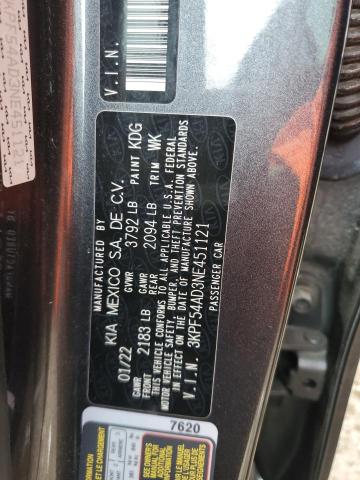 V.I.N.
MANUFACTURED BY
KIA MEXICO S.A. DE C.V.
01/22 GVWR 3792 LB PAINT KDG
GAWR FRONT 2183 LB GAWR REAR 2094 LB TRIM WK
THIS VEHICLE CONFORMS TO ALL APPLICABLE U.S.A. FEDERAL
MOTOR VEHICLE SAFETY, BUMPER, AND THEFT PREVENTION STANDARDS
IN EFFECT ON THE DATE OF MANUFACTURE SHOWN ABOVE.
V.I.N. 3KPF54AD3NE451121 PASSENGER CAR
7620